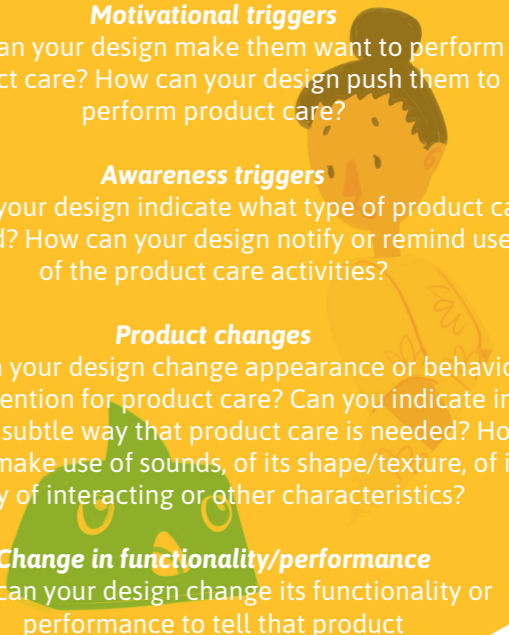 Motivational triggers
an your design make them want to perform
ct care? How can your design push them to
perform product care?
Awareness triggers
your design indicate what type of product ca
d? How can your design notify or remind use
of the product care activities?
Product changes
your design change appearance or behavio
ention for product care? Can you indicate in
subtle way that product care is needed? Ho
make use of sounds, of its shape/texture, of i
y of interacting or other characteristics?
Change in functionality/performance
can your design change its functionality or
performance to tell that product